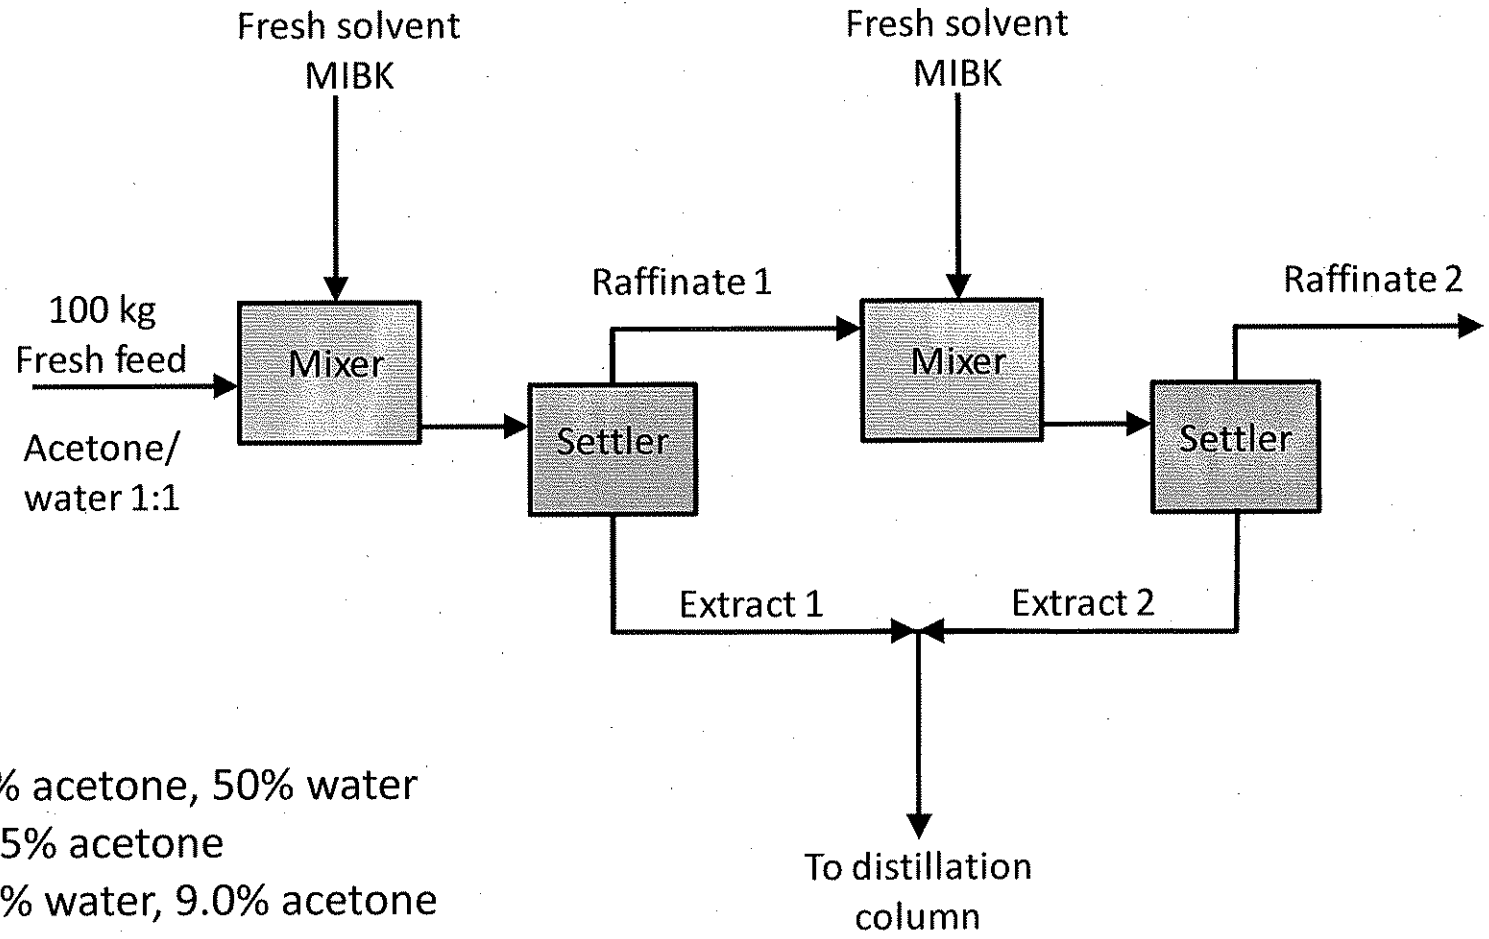 Fresh solvent
MIBK
Fresh solvent
MIBK
100 kg
Fresh feed
Acetone/
water 1:1
Mixer
Settler
Raffinate 1
Mixer
Settler
Raffinate 2
Extract 1
Extract 2
To distillation
column
% acetone, 50% water
5% acetone
% water, 9.0% acetone